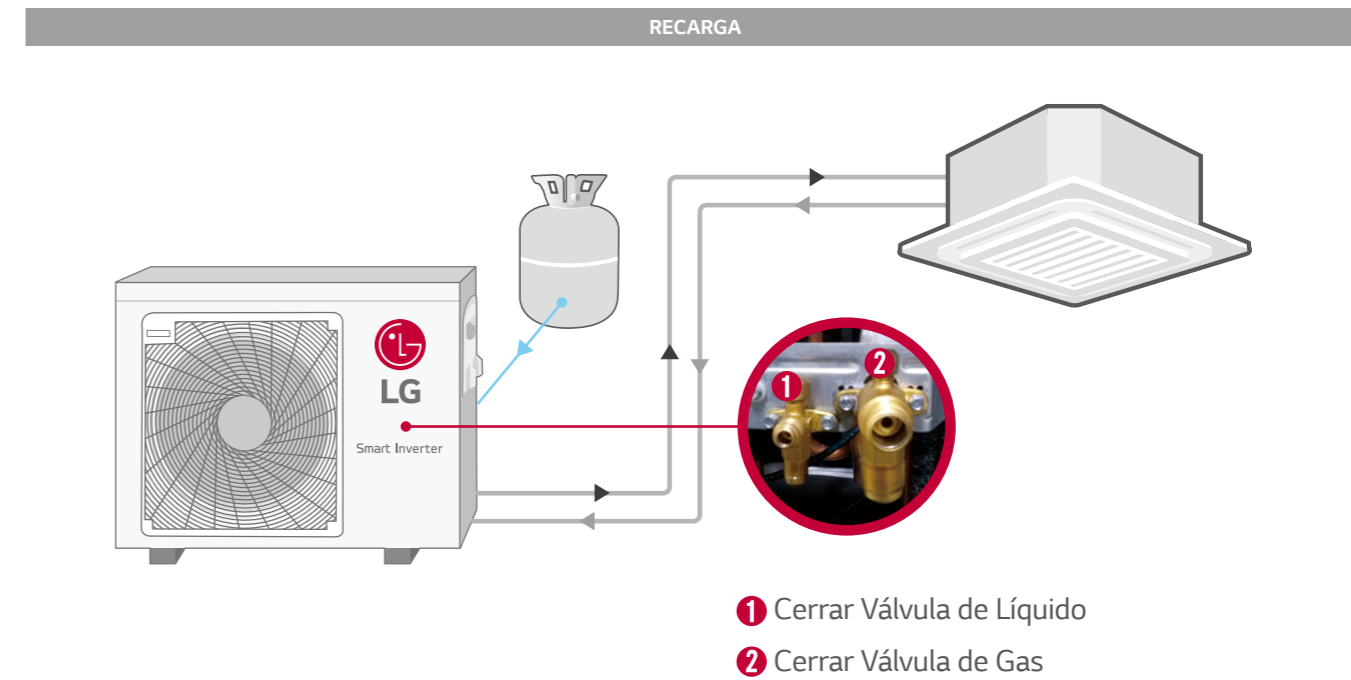 RECARGA
LG
Smart Inverter
1
2
1 Cerrar Válvula de Líquido
2 Cerrar Válvula de Gas